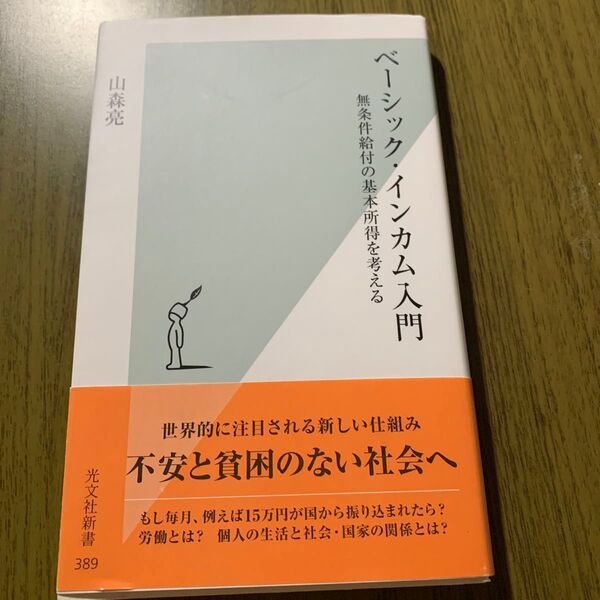 ベーシック・インカム入門
無条件給付の基本所得を考える
山森亮
世界的に注目される新しい仕組み
不安と貧困のない社会へ
もし毎月、例えば15万円が国から振り込まれたら?
労働とは? 個人の生活と社会・国家の関係とは?
光文社新書
389